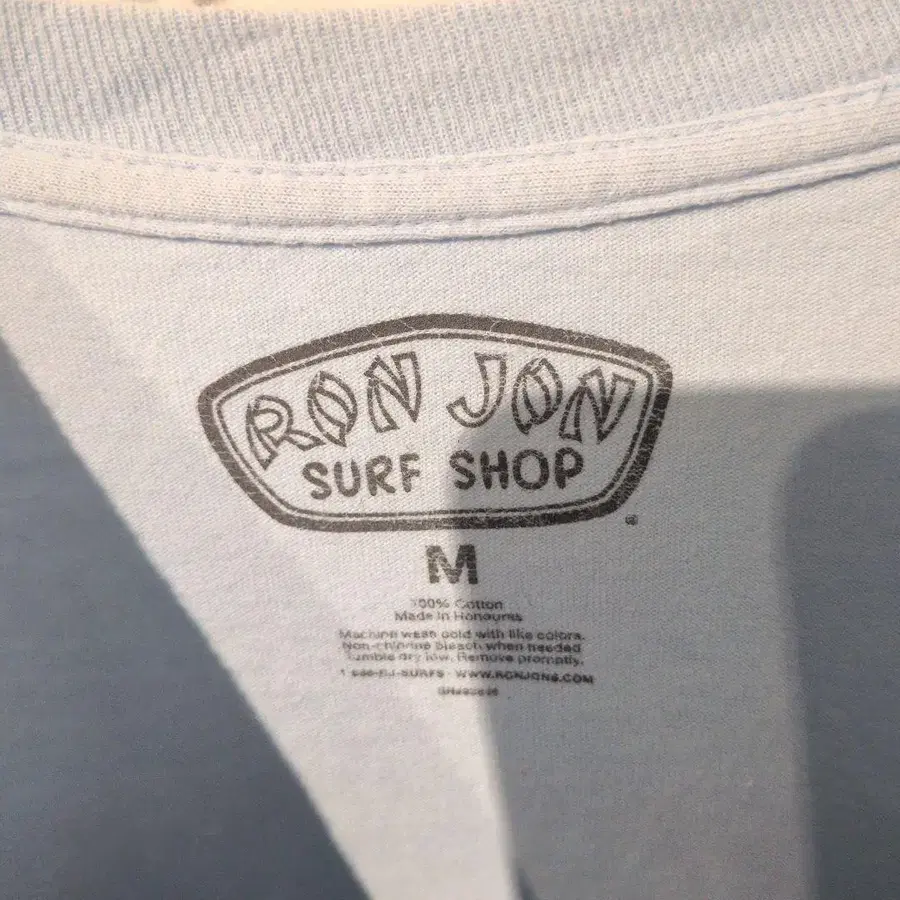 RON JON
SURF SHOP
®
M
100% Cotton
Made in Honduras
Machine wash cold with like colors.
Non-chlorine bleach when needed
Tumble dry low. Remove promptly.
WWW.RONJONS.COM